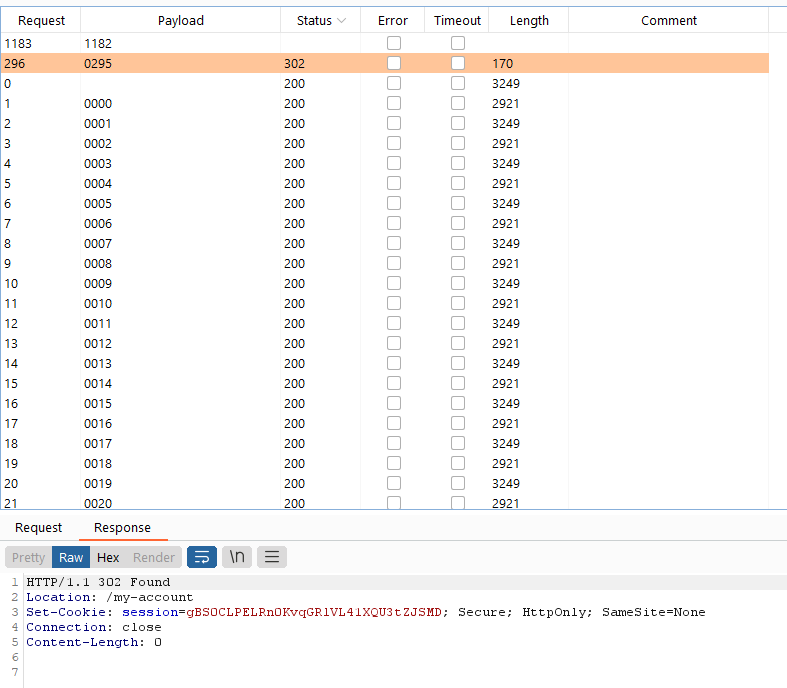 Request Payload Status Error Timeout Length Comment
1183 1182
296 0295 302 170
0 200 3249
1 0000 200 2921
2 0001 200 3249
3 0002 200 2921
4 0003 200 3249
5 0004 200 2921
6 0005 200 3249
7 0006 200 2921
8 0007 200 3249
9 0008 200 2921
10 0009 200 3249
11 0010 200 2921
12 0011 200 3249
13 0012 200 2921
14 0013 200 3249
15 0014 200 2921
16 0015 200 3249
17 0016 200 2921
18 0017 200 3249
19 0018 200 2921
20 0019 200 3249
21 0020 200 2921
Request Response
Pretty Raw Hex Render \n
1 HTTP/1.1 302 Found
2 Location: /my-account
3 Set-Cookie: session=gBS0CLPELRn0KvqGRlVL41XQU3tZJSMD; Secure; HttpOnly; SameSite=None
4 Connection: close
5 Content-Length: 0
6
7